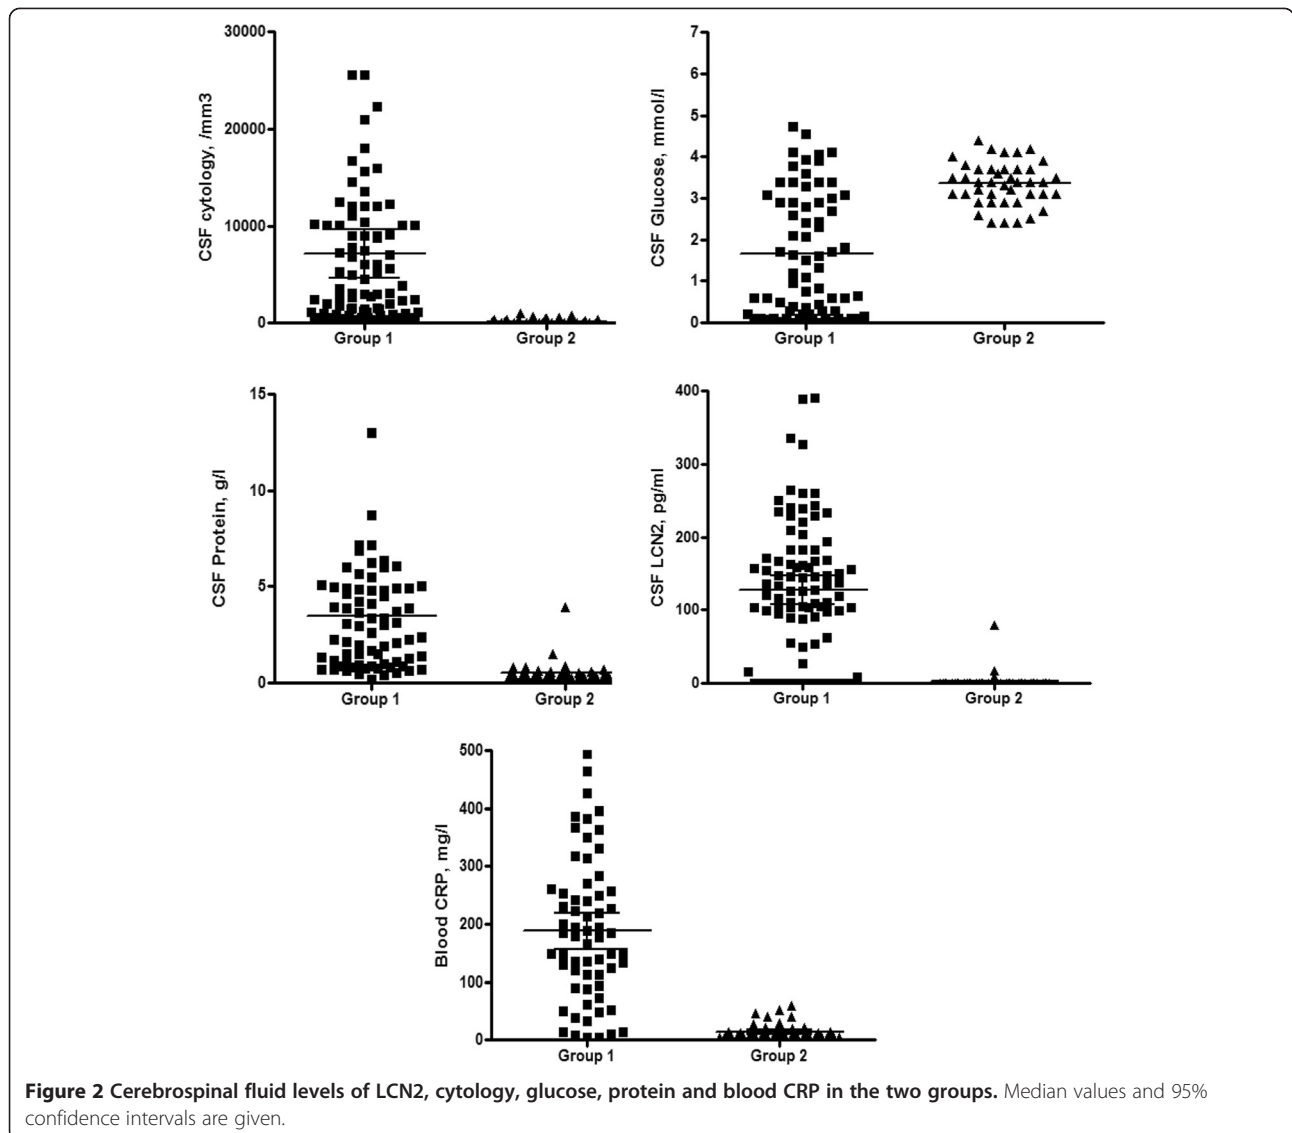 30000
20000
10000
0
CSF cytology, /mm3
Group 1
Group 2
7
6
5
4
3
2
1
0
CSF Glucose, mmol/l
Group 1
Group 2
15
10
5
0
CSF Protein, g/l
Group 1
Group 2
400
300
200
100
0
CSF LCN2, pg/ml
Group 1
Group 2
500
400
300
200
100
0
Blood CRP, mg/l
Group 1
Group 2
Figure 2 Cerebrospinal fluid levels of LCN2, cytology, glucose, protein and blood CRP in the two groups. Median values and 95%
confidence intervals are given.